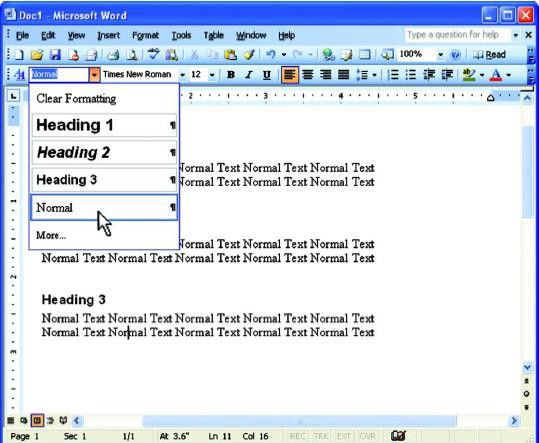 Doc1 - Microsoft Word
File Edit View Insert Format Tools Table Window Help Type a question for help
100% Read
Normal Times New Roman 12 B I U
2 3 4 5
Clear Formatting
Heading 1 ¶
Heading 2 ¶
Normal Text Normal Text Normal Text
Heading 3 ¶ Normal Text Normal Text Normal Text
Normal ¶
More...
Normal Text Normal Text Normal Text
Normal Text Normal Text Normal Text Normal Text Normal Text
Heading 3
Normal Text Normal Text Normal Text Normal Text Normal Text
Normal Text Normal Text Normal Text Normal Text Normal Text
Page 1 Sec 1 1/1 At 3.6" Ln 11 Col 16 REC TRK EXT OVR